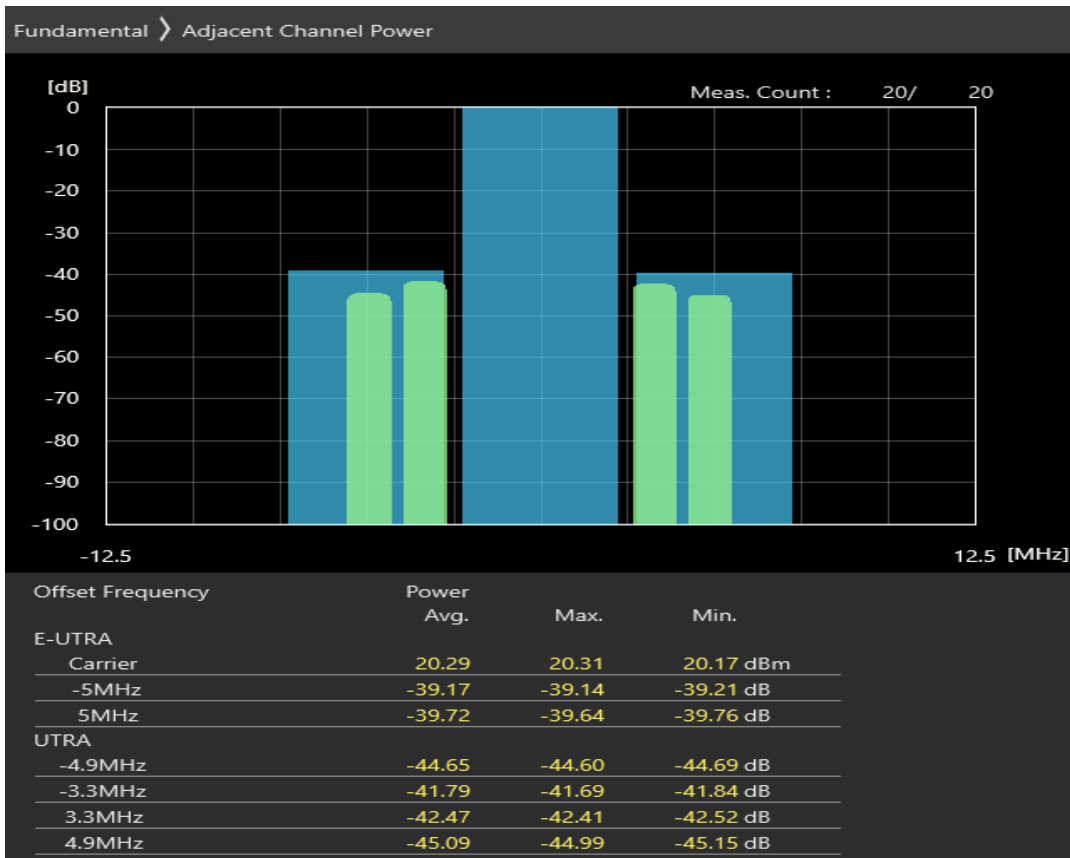 Fundamental 》 Adjacent Channel Power
[dB]
Meas. Count : 20/ 20
0
-10
-20
-30
-40
-50
-60
-70
-80
-90
-100
-12.5 12.5 [MHz]
Offset Frequency Power
Avg. Max. Min.
E-UTRA
Carrier 20.29 20.31 20.17 dBm
-5MHz -39.17 -39.14 -39.21 dB
5MHz -39.72 -39.64 -39.76 dB
UTRA
-4.9MHz -44.65 -44.60 -44.69 dB
-3.3MHz -41.79 -41.69 -41.84 dB
3.3MHz -42.47 -42.41 -42.52 dB
4.9MHz -45.09 -44.99 -45.15 dB